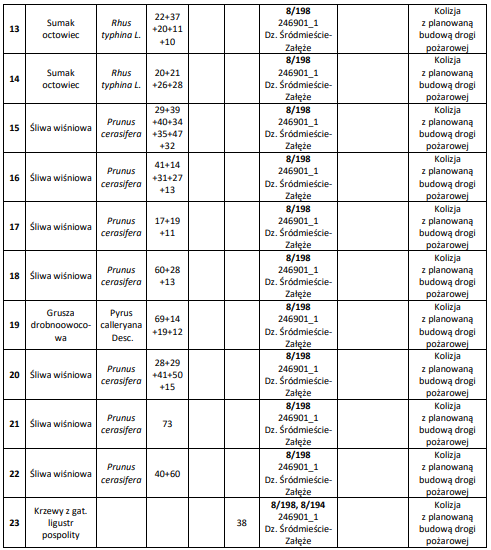 13
Sumak
octowiec
Rhus
typhina L.
22+37
+20+11
+10
8/198
246901_1
Dz. Śródmieście-
Załęże
Kolizja
z planowaną
budową drogi
pożarowej
14
Sumak
octowiec
Rhus
typhina L.
20+21
+26+28
8/198
246901_1
Dz. Śródmieście-
Załęże
Kolizja
z planowaną
budową drogi
pożarowej
15
Śliwa wiśniowa
Prunus
cerasifera
29+39
+40+34
+35+47
+32
8/198
246901_1
Dz. Śródmieście-
Załęże
Kolizja
z planowaną
budową drogi
pożarowej
16
Śliwa wiśniowa
Prunus
cerasifera
41+14
+31+27
+13
8/198
246901_1
Dz. Śródmieście-
Załęże
Kolizja
z planowaną
budową drogi
pożarowej
17
Śliwa wiśniowa
Prunus
cerasifera
17+19
+11
8/198
246901_1
Dz. Śródmieście-
Załęże
Kolizja
z planowaną
budową drogi
pożarowej
18
Śliwa wiśniowa
Prunus
cerasifera
60+28
+13
8/198
246901_1
Dz. Śródmieście-
Załęże
Kolizja
z planowaną
budową drogi
pożarowej
19
Grusza
drobnoowoco-
wa
Pyrus
calleryana
Desc.
69+14
+19+12
8/198
246901_1
Dz. Śródmieście-
Załęże
Kolizja
z planowaną
budową drogi
pożarowej
20
Śliwa wiśniowa
Prunus
cerasifera
28+29
+41+50
+15
8/198
246901_1
Dz. Śródmieście-
Załęże
Kolizja
z planowaną
budową drogi
pożarowej
21
Śliwa wiśniowa
Prunus
cerasifera
73
8/198
246901_1
Dz. Śródmieście-
Załęże
Kolizja
z planowaną
budową drogi
pożarowej
22
Śliwa wiśniowa
Prunus
cerasifera
40+60
8/198
246901_1
Dz. Śródmieście-
Załęże
Kolizja
z planowaną
budową drogi
pożarowej
23
Krzewy z gat.
ligustr
pospolity
38
8/198, 8/194
246901_1
Dz. Śródmieście-
Załęże
Kolizja
z planowaną
budową drogi
pożarowej